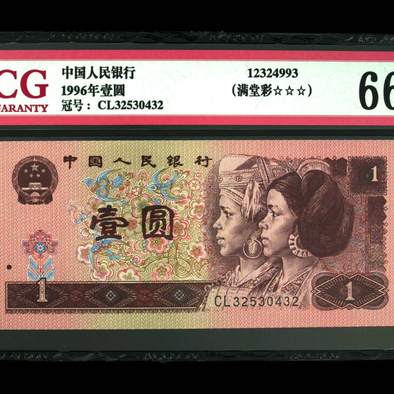 CG
中国人民银行
12324993
1996年壹圆
(满堂彩☆☆☆)
66
ARANTY
冠号: CL32530432
中国人民银行
1
壹圆
1
CL32530432
1